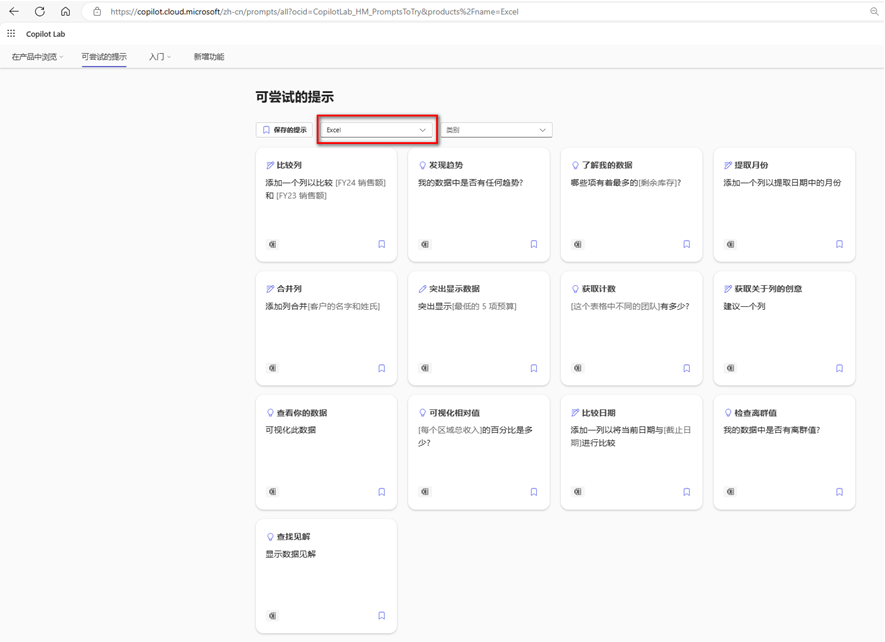 https://copilot.cloud.microsoft/zh-cn/prompts/all?ocid=CopilotLab_HM_PromptsToTry&products%2Fname=Excel
Copilot Lab
在产品中浏览 可尝试的提示 入门 新增功能
可尝试的提示
保存的提示 Excel 类别
比较列
添加一个列以比较 [FY24 销售额]
和 [FY23 销售额]
发现趋势
我的数据中是否有任何趋势?
了解我的数据
哪些项有着最多的[剩余库存]?
提取月份
添加一个列以提取日期中的月份
合并列
添加列合并[客户的名字和姓氏]
突出显示数据
突出显示[最低的 5 项预算]
获取计数
[这个表格中不同的团队]有多少?
获取关于列的创意
建议一个列
查看你的数据
可视化此数据
可视化相对值
[每个区域总收入]的百分比是多
少?
比较日期
添加一列以将当前日期与[截止日
期]进行比较
检查离群值
我的数据中是否有离群值?
查找见解
显示数据见解